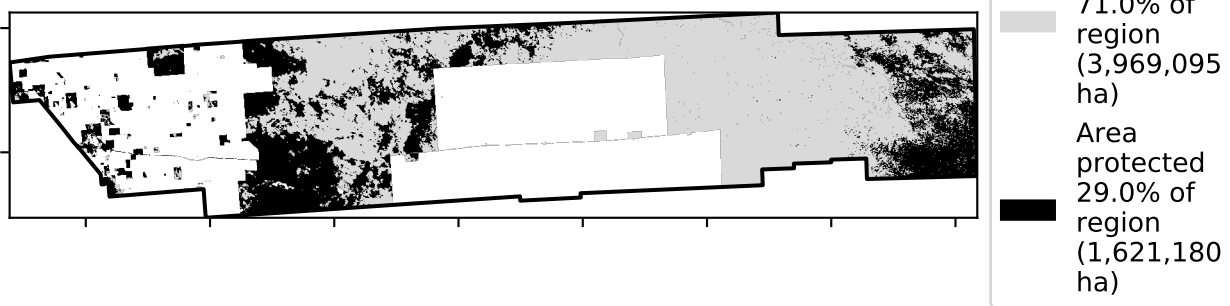 71.0% of
region
(3,969,095
ha)
Area
protected
29.0% of
region
(1,621,180
ha)